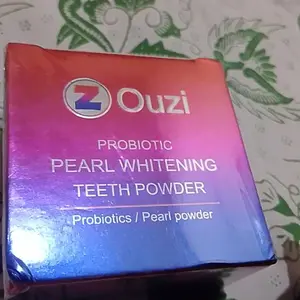 Z Ouzi
PROBIOTIC
PEARL WHITENING
TEETH POWDER
Probiotics / Pearl powder